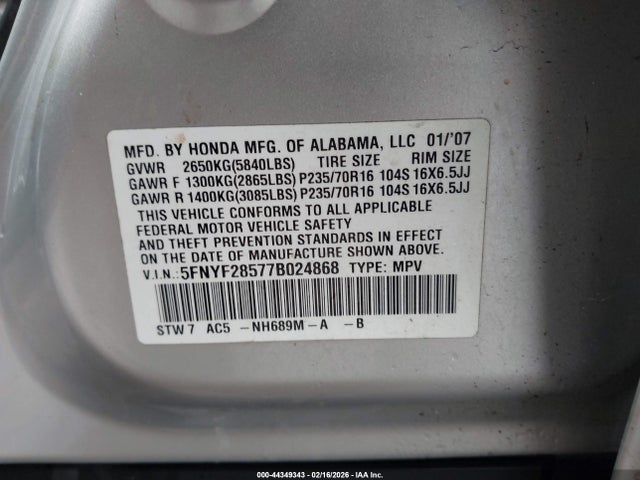 MFD. BY HONDA MFG. OF ALABAMA, LLC 01/'07
GVWR 2650KG(5840LBS) TIRE SIZE RIM SIZE
GAWR F 1300KG(2865LBS) P235/70R16 104S 16X6.5JJ
GAWR R 1400KG(3085LBS) P235/70R16 104S 16X6.5JJ
THIS VEHICLE CONFORMS TO ALL APPLICABLE
FEDERAL MOTOR VEHICLE SAFETY
AND THEFT PREVENTION STANDARDS IN EFFECT
ON THE DATE OF MANUFACTURE SHOWN ABOVE.
V.I.N.: 5FNYF28577B024868 TYPE: MPV
STW7 AC5 -NH689M-A -B
000-44349343 - 02/16/2026 - IAA Inc.